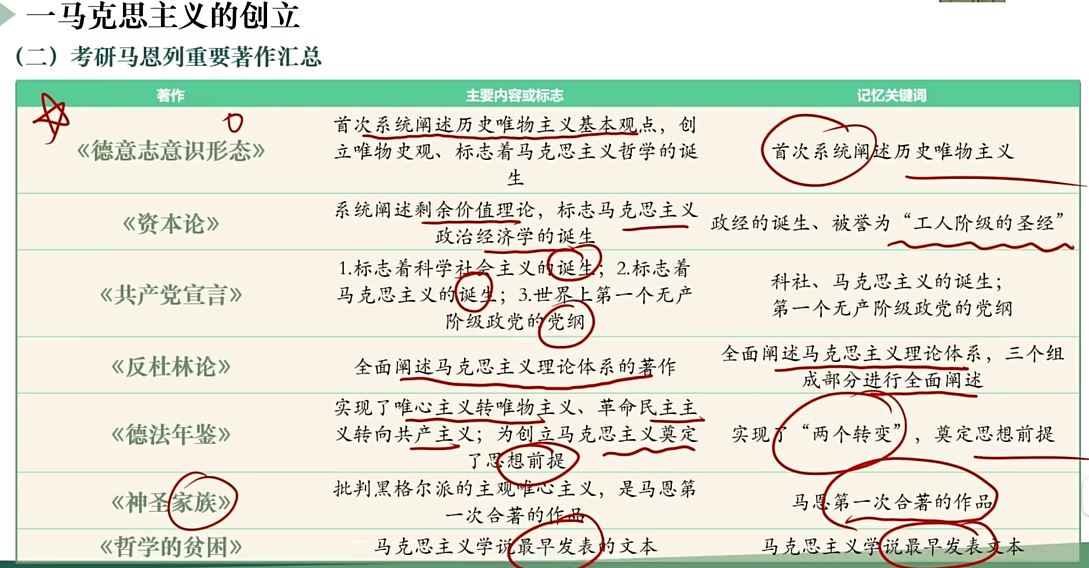 一马克思主义的创立
（二）考研马恩列重要著作汇总
著作 主要内容或标志 记忆关键词
《德意志意识形态》
首次系统阐述历史唯物主义基本观点，创
立唯物史观、标志着马克思主义哲学的诞
生
首次系统阐述历史唯物主义
《资本论》
系统阐述剩余价值理论，标志马克思主义
政治经济学的诞生
政经的诞生、被誉为“工人阶级的圣经”
《共产党宣言》
1.标志着科学社会主义的诞生；2.标志着
马克思主义的诞生；3.世界上第一个无产
阶级政党的党纲
科社、马克思主义的诞生；
第一个无产阶级政党的党纲
《反杜林论》
全面阐述马克思主义理论体系的著作
全面阐述马克思主义理论体系，三个组
成部分进行全面阐述
《德法年鉴》
实现了唯心主义转唯物主义、革命民主主
义转向共产主义；为创立马克思主义奠定
了思想前提
实现了“两个转变”，奠定思想前提
《神圣家族》
批判黑格尔派的主观唯心主义，是马恩第
一次合著的作品
马恩第一次合著的作品
《哲学的贫困》
马克思主义学说最早发表的文本
马克思主义学说最早发表文本